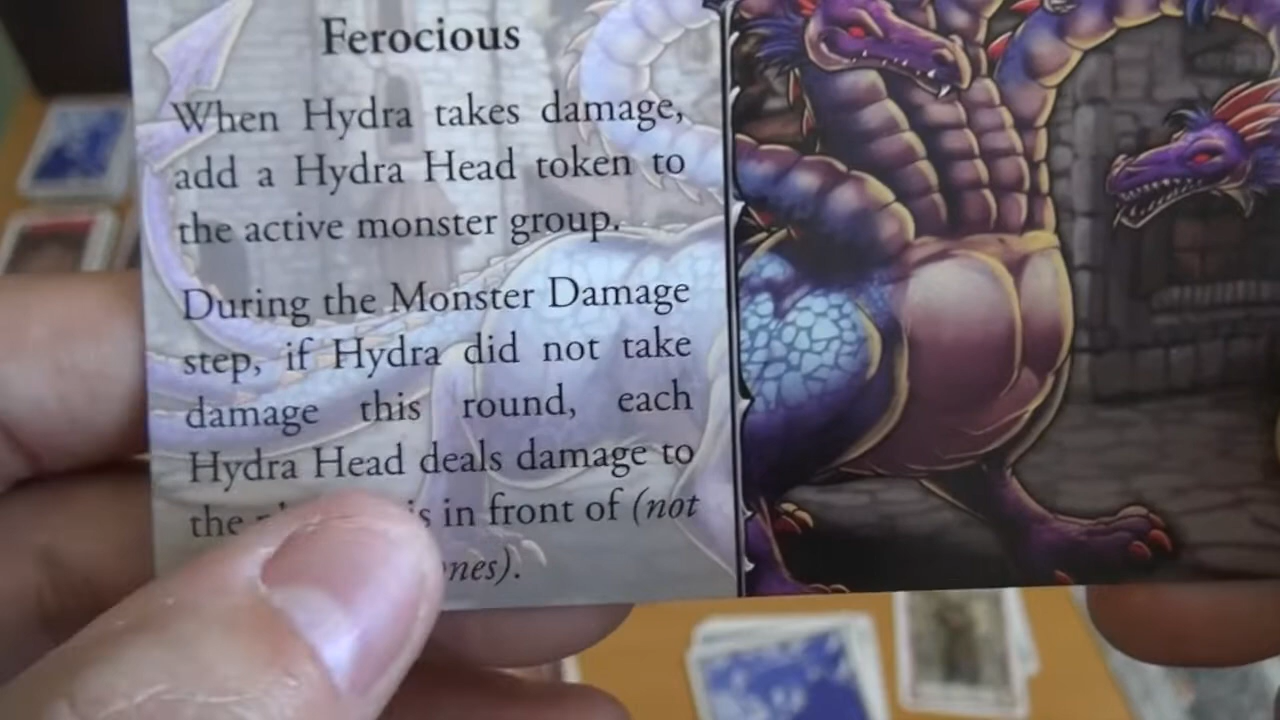 Ferocious
When Hydra takes damage,
add a Hydra Head token to
the active monster group.
During the Monster Damage
step, if Hydra did not take
damage this round, each
Hydra Head deals damage to
the is in front of (not